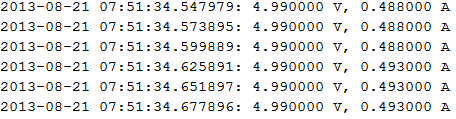 2013-08-21 07:51:34.547979: 4.990000 V, 0.488000 A
2013-08-21 07:51:34.573895: 4.990000 V, 0.488000 A
2013-08-21 07:51:34.599889: 4.990000 V, 0.488000 A
2013-08-21 07:51:34.625891: 4.990000 V, 0.493000 A
2013-08-21 07:51:34.651897: 4.990000 V, 0.493000 A
2013-08-21 07:51:34.677896: 4.990000 V, 0.493000 A